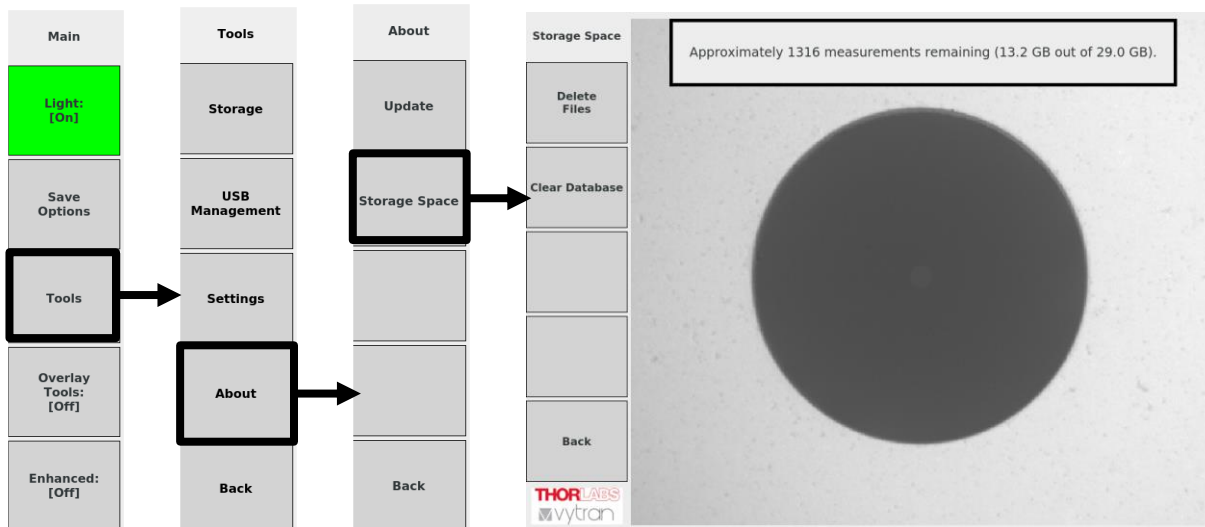 Main
Light:
[On]
Save
Options
Tools
Overlay
Tools:
[Off]
Enhanced:
[Off]
Tools
Storage
USB
Management
Settings
About
Back
About
Update
Storage Space
Back
Storage Space
Delete
Files
Clear Database
Back
THORLABS
vytran
Approximately 1316 measurements remaining (13.2 GB out of 29.0 GB).